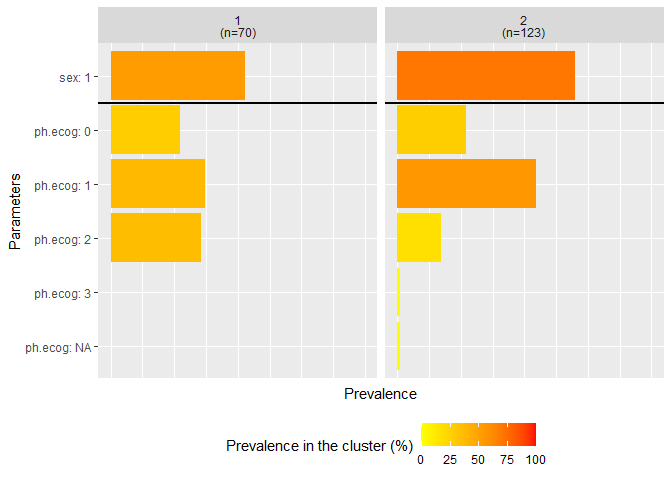 1
(n=70)
2
(n=123)
sex: 1
ph.ecog: 0
ph.ecog: 1
ph.ecog: 2
ph.ecog: 3
ph.ecog: NA
Parameters
Prevalence
Prevalence in the cluster (%)
0 25 50 75 100